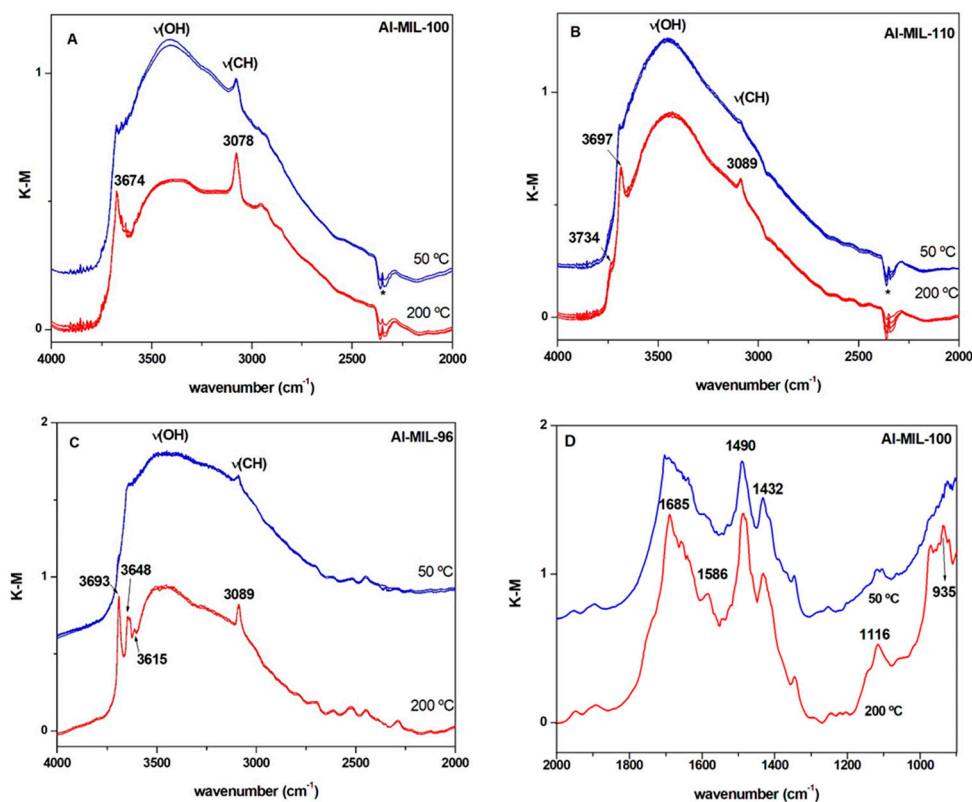 A
ν(OH)
Al-MIL-100
ν(CH)
1
3078
3674
K-M
50 ºC
*
200 ºC
0
4000 3500 3000 2500 2000
wavenumber (cm-1)
B
ν(OH)
Al-MIL-110
ν(CH)
1
3697
3089
K-M
3734
50 ºC
*
200 ºC
0
4000 3500 3000 2500 2000
wavenumber (cm-1)
2
C
ν(OH)
Al-MIL-96
ν(CH)
3693
3648
50 ºC
1
3089
K-M
3615
200 ºC
0
4000 3500 3000 2500 2000
wavenumber (cm-1)
2
D
Al-MIL-100
1490
1685
1432
1586
K-M
1
50 ºC
935
1116
200 ºC
0
2000 1800 1600 1400 1200 1000
wavenumber (cm-1)